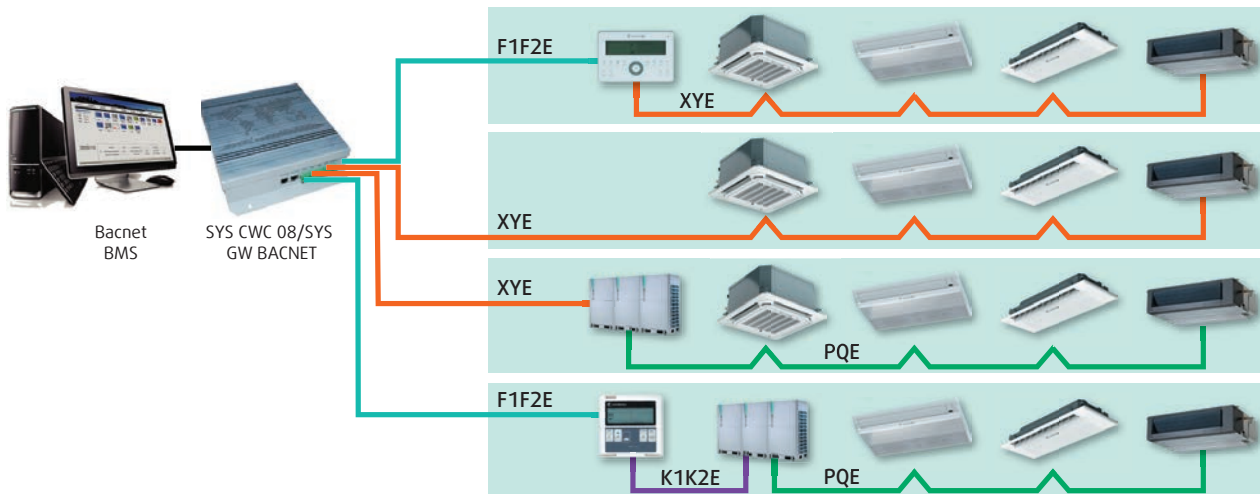 F1F2E
XYE
Bacnet
BMS
SYS CWC 08/SYS
GW BACNET
XYE
XYE
PQE
F1F2E
K1K2E
PQE